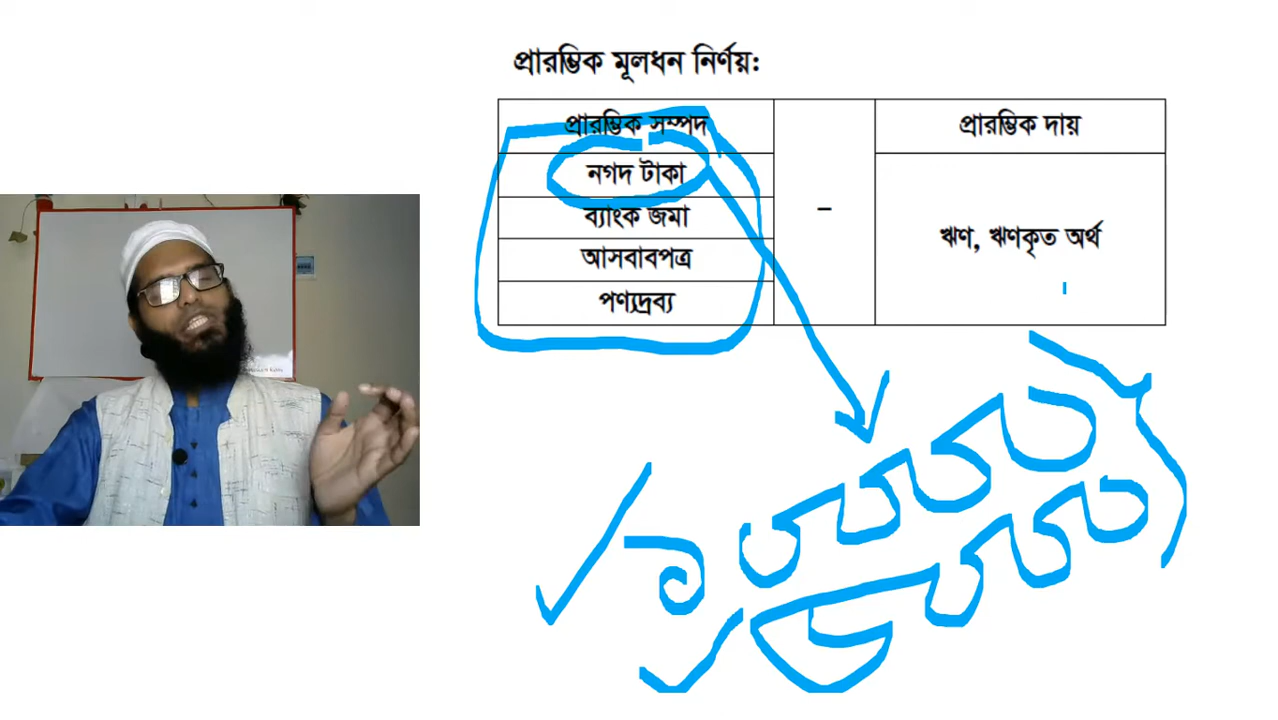 প্রারম্ভিক মূলধন নির্ণয়:
প্রারম্ভিক সম্পদ – প্রারম্ভিক দায়
নগদ টাকা
ব্যাংক জমা
আসবাবপত্র
পণ্যদ্রব্য
ঋণ, ঋণকৃত অর্থ